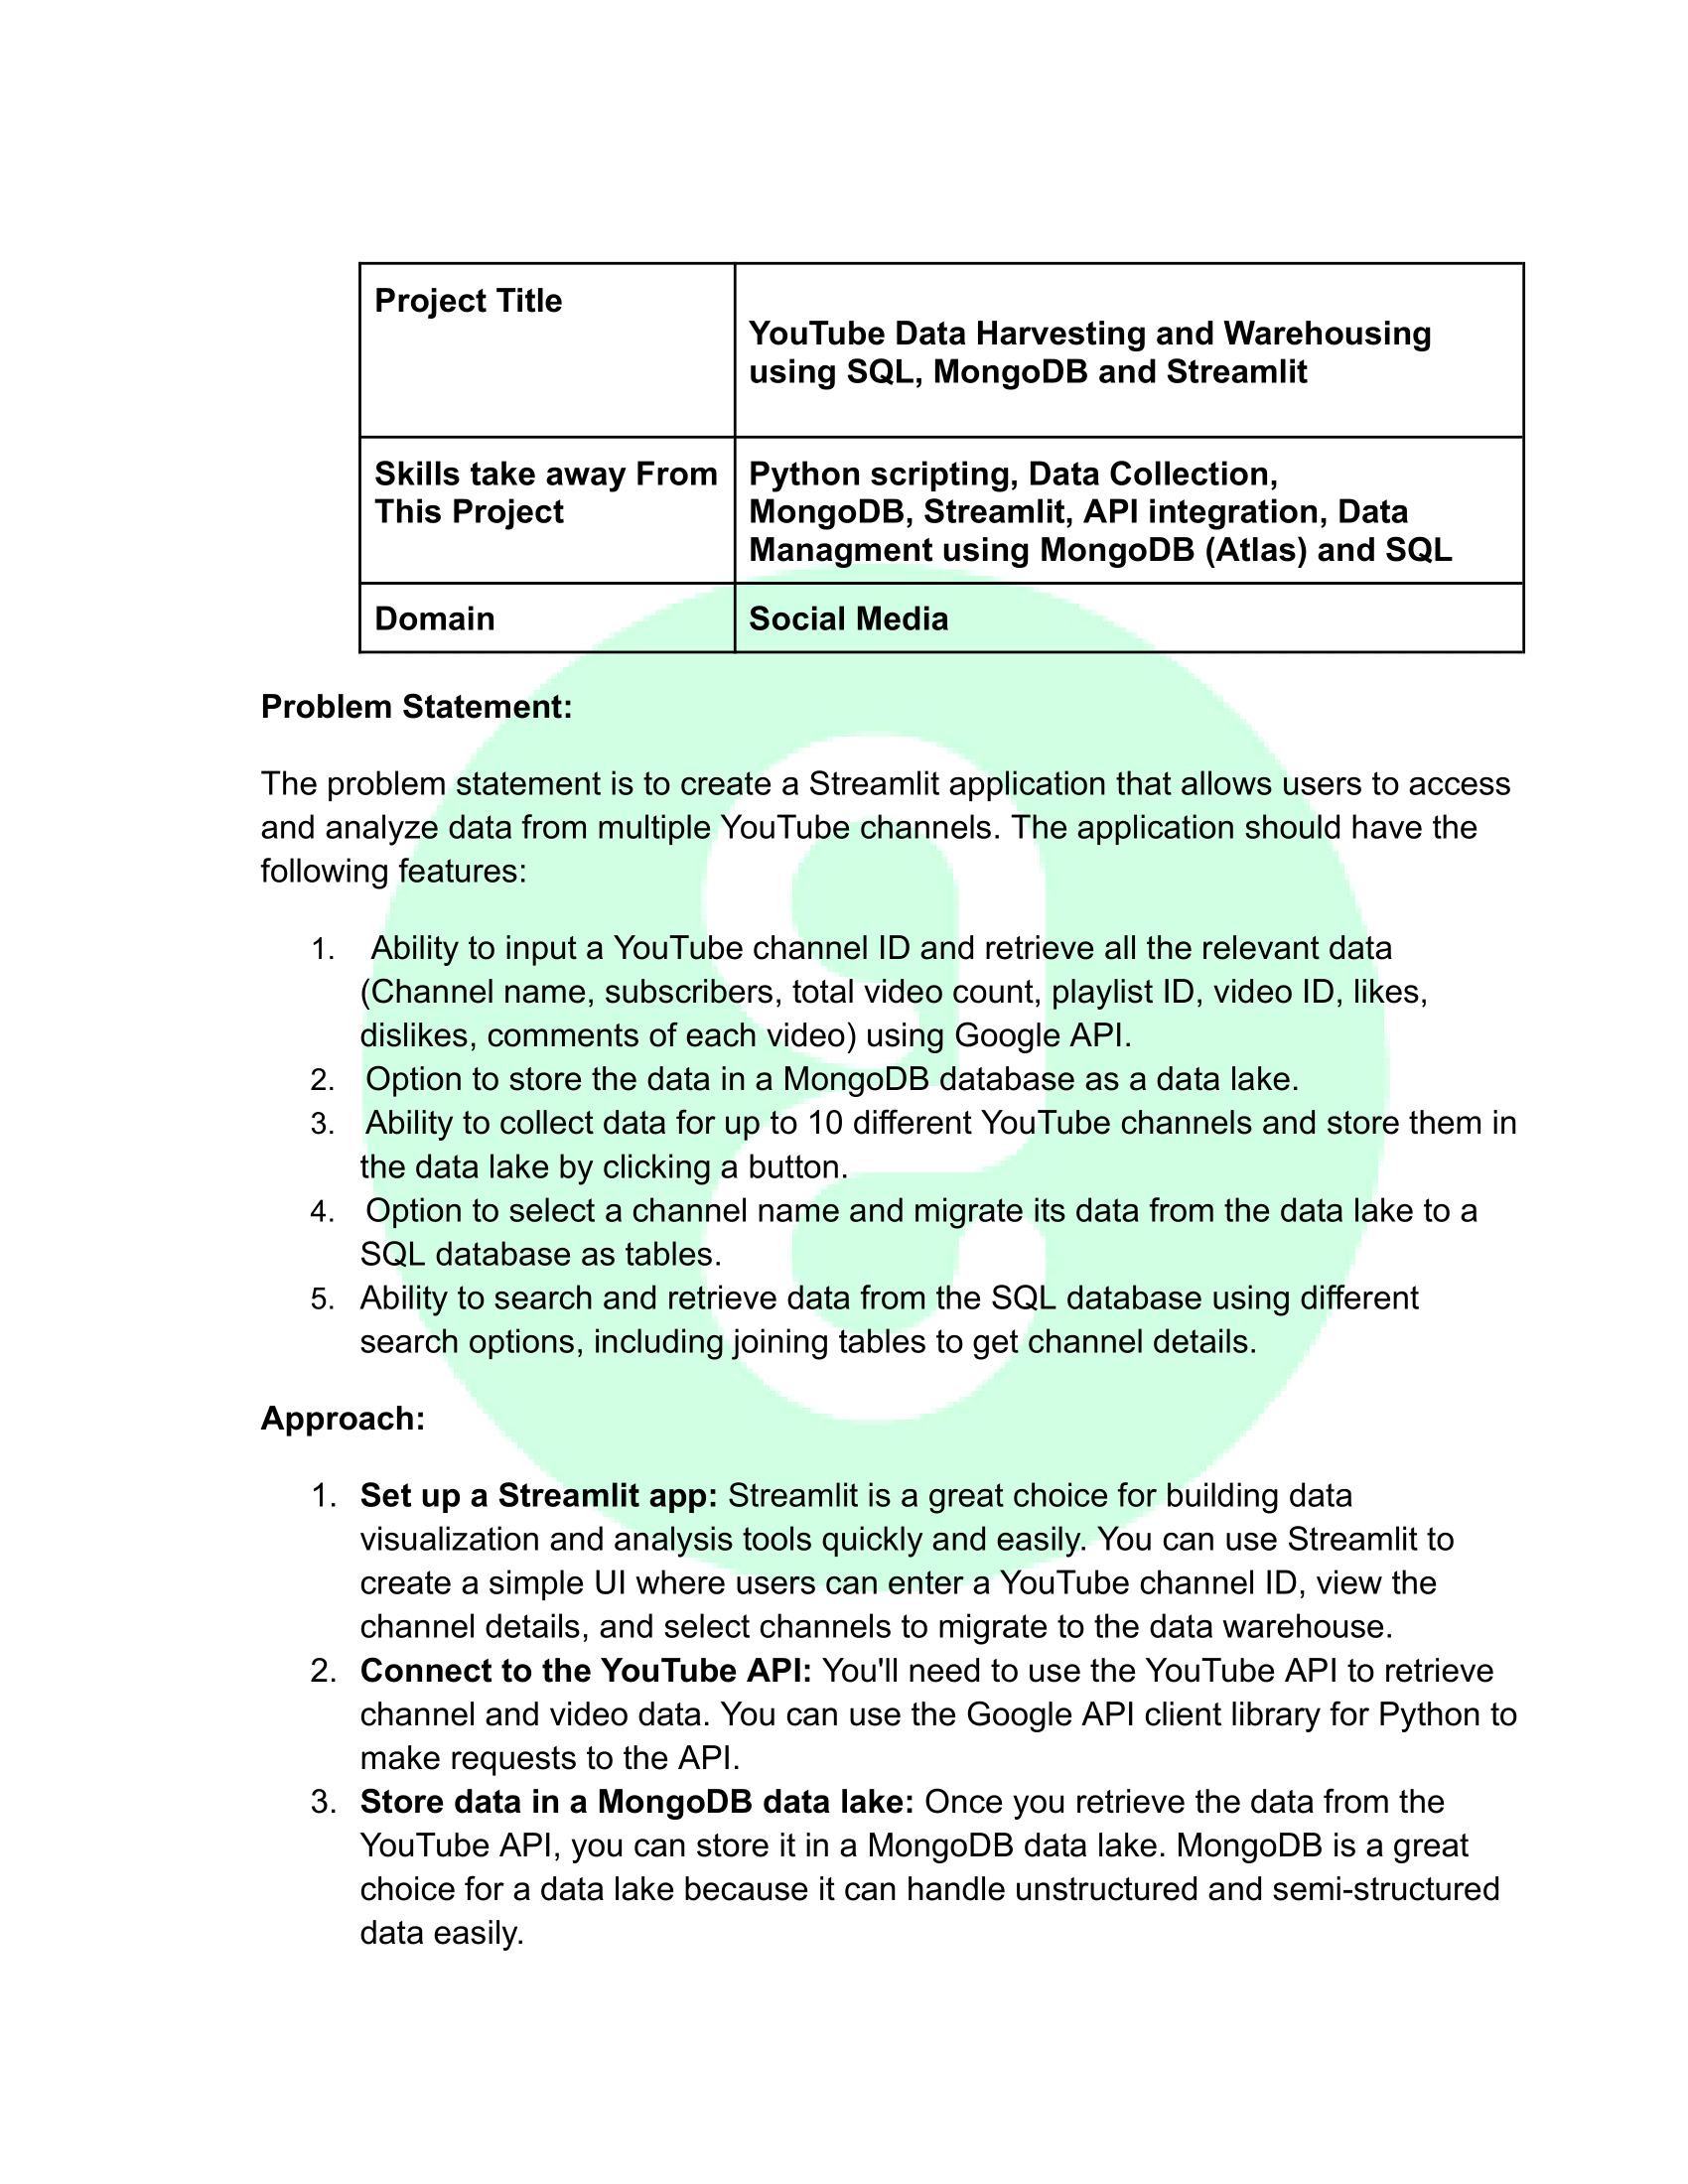 Project Title
YouTube Data Harvesting and Warehousing
using SQL, MongoDB and Streamlit
Skills take away From
This Project
Python scripting, Data Collection,
MongoDB, Streamlit, API integration, Data
Managment using MongoDB (Atlas) and SQL
Domain
Social Media
Problem Statement:
The problem statement is to create a Streamlit application that allows users to access
and analyze data from multiple YouTube channels. The application should have the
following features:
1. Ability to input a YouTube channel ID and retrieve all the relevant data
(Channel name, subscribers, total video count, playlist ID, video ID, likes,
dislikes, comments of each video) using Google API.
2. Option to store the data in a MongoDB database as a data lake.
3. Ability to collect data for up to 10 different YouTube channels and store them in
the data lake by clicking a button.
4. Option to select a channel name and migrate its data from the data lake to a
SQL database as tables.
5. Ability to search and retrieve data from the SQL database using different
search options, including joining tables to get channel details.
Approach:
1. Set up a Streamlit app: Streamlit is a great choice for building data
visualization and analysis tools quickly and easily. You can use Streamlit to
create a simple UI where users can enter a YouTube channel ID, view the
channel details, and select channels to migrate to the data warehouse.
2. Connect to the YouTube API: You'll need to use the YouTube API to retrieve
channel and video data. You can use the Google API client library for Python to
make requests to the API.
3. Store data in a MongoDB data lake: Once you retrieve the data from the
YouTube API, you can store it in a MongoDB data lake. MongoDB is a great
choice for a data lake because it can handle unstructured and semi-structured
data easily.